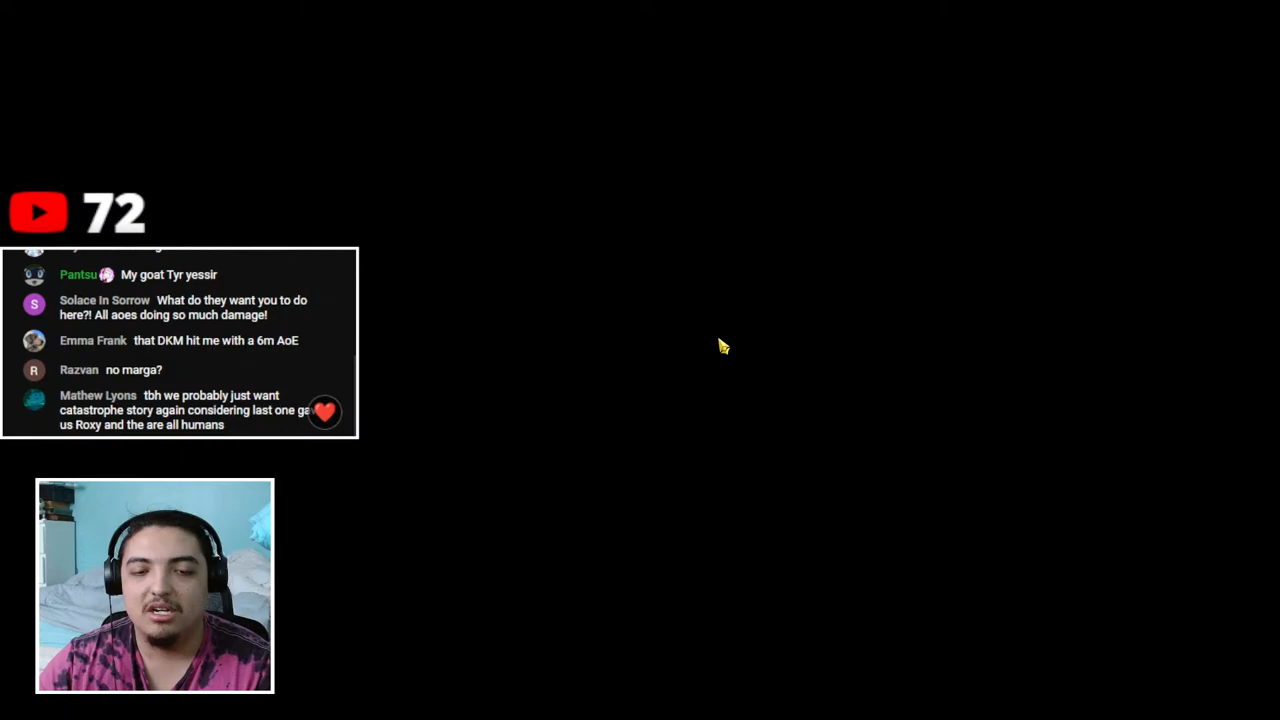 72
Pantsu My goat Tyr yessir
Solace In Sorrow What do they want you to do
here?! All aoes doing so much damage!
S
Emma Frank that DKM hit me with a 6m AoE
R
Razvan no marga?
Mathew Lyons tbh we probably just want
catastrophe story again considering last one
us Roxy and the are all humans